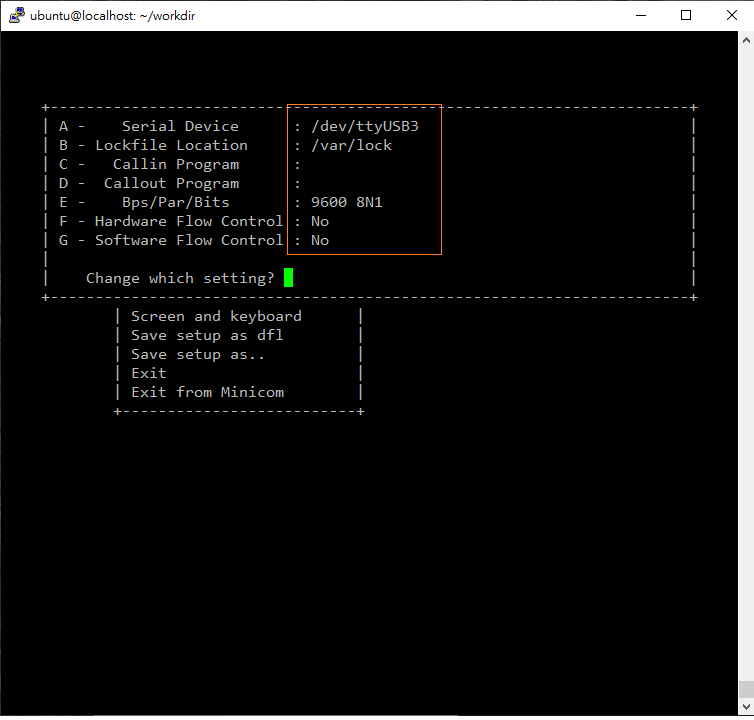 ubuntu@localhost: ~/workdir
+-----------------------------------------------------------------------+
| A -    Serial Device      : /dev/ttyUSB3                              |
| B - Lockfile Location     : /var/lock                                 |
| C -   Callin Program      :                                           |
| D -  Callout Program      :                                           |
| E -    Bps/Par/Bits       : 9600 8N1                                  |
| F - Hardware Flow Control : No                                        |
| G - Software Flow Control : No                                        |
|                                                                       |
|    Change which setting?                                              |
+-----------------------------------------------------------------------+
| Screen and keyboard      |
| Save setup as dfl        |
| Save setup as..          |
| Exit                     |
| Exit from Minicom        |
+--------------------------+